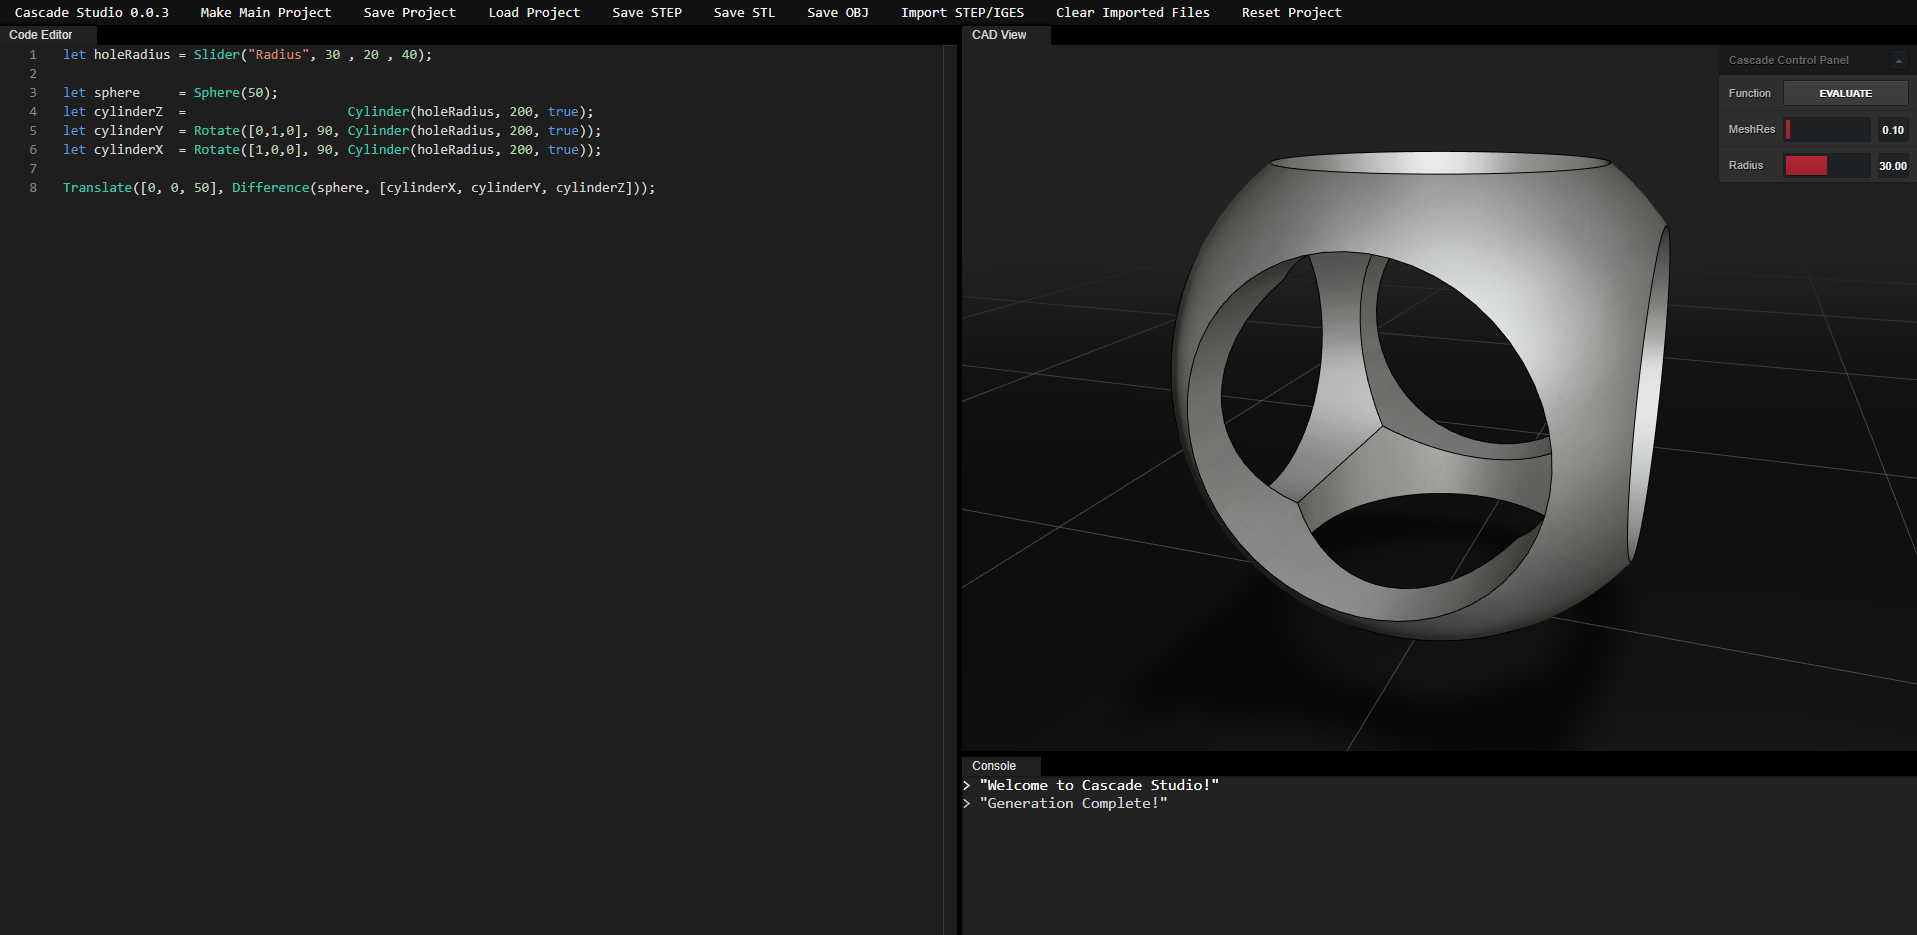 Cascade Studio 0.0.3 Make Main Project Save Project Load Project Save STEP Save STL Save OBJ Import STEP/IGES Clear Imported Files Reset Project
Code Editor
1 let holeRadius = Slider("Radius", 30 , 20 , 40);
2
3 let sphere     = Sphere(50);
4 let cylinderZ  =                     Cylinder(holeRadius, 200, true);
5 let cylinderY  = Rotate([0,1,0], 90, Cylinder(holeRadius, 200, true));
6 let cylinderX  = Rotate([1,0,0], 90, Cylinder(holeRadius, 200, true));
7
8 Translate([0, 0, 50], Difference(sphere, [cylinderX, cylinderY, cylinderZ]));
CAD View
Cascade Control Panel
Function EVALUATE
MeshRes 0.10
Radius 30.00
Console
> "Welcome to Cascade Studio!"
> "Generation Complete!"